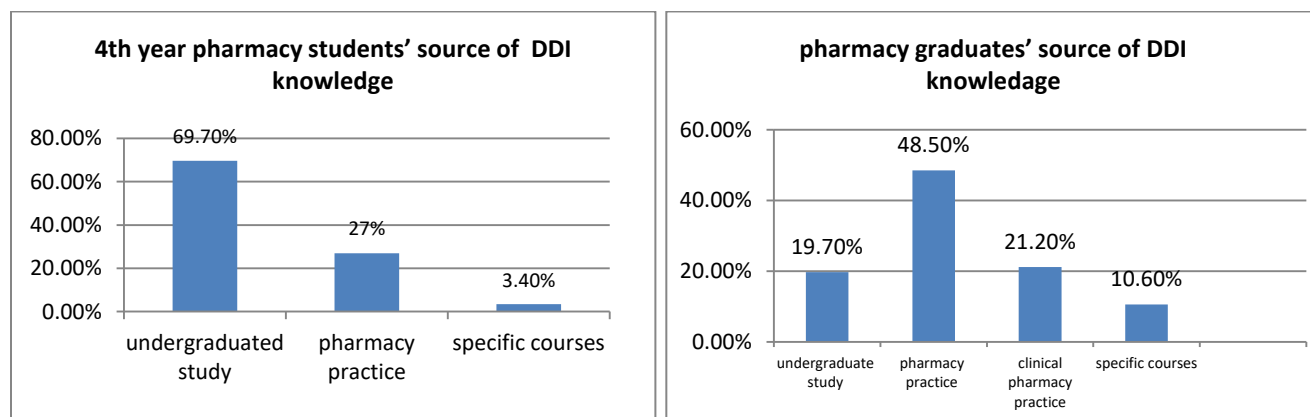 4th year pharmacy students’ source of DDI
knowledge
80.00%
60.00%
40.00%
20.00%
0.00%
69.70%
27%
3.40%
undergraduated
study
pharmacy
practice
specific courses
pharmacy graduates’ source of DDI
knowledage
60.00%
40.00%
20.00%
0.00%
19.70%
48.50%
21.20%
10.60%
undergraduate
study
pharmacy
practice
clinical
pharmacy
practice
specific courses